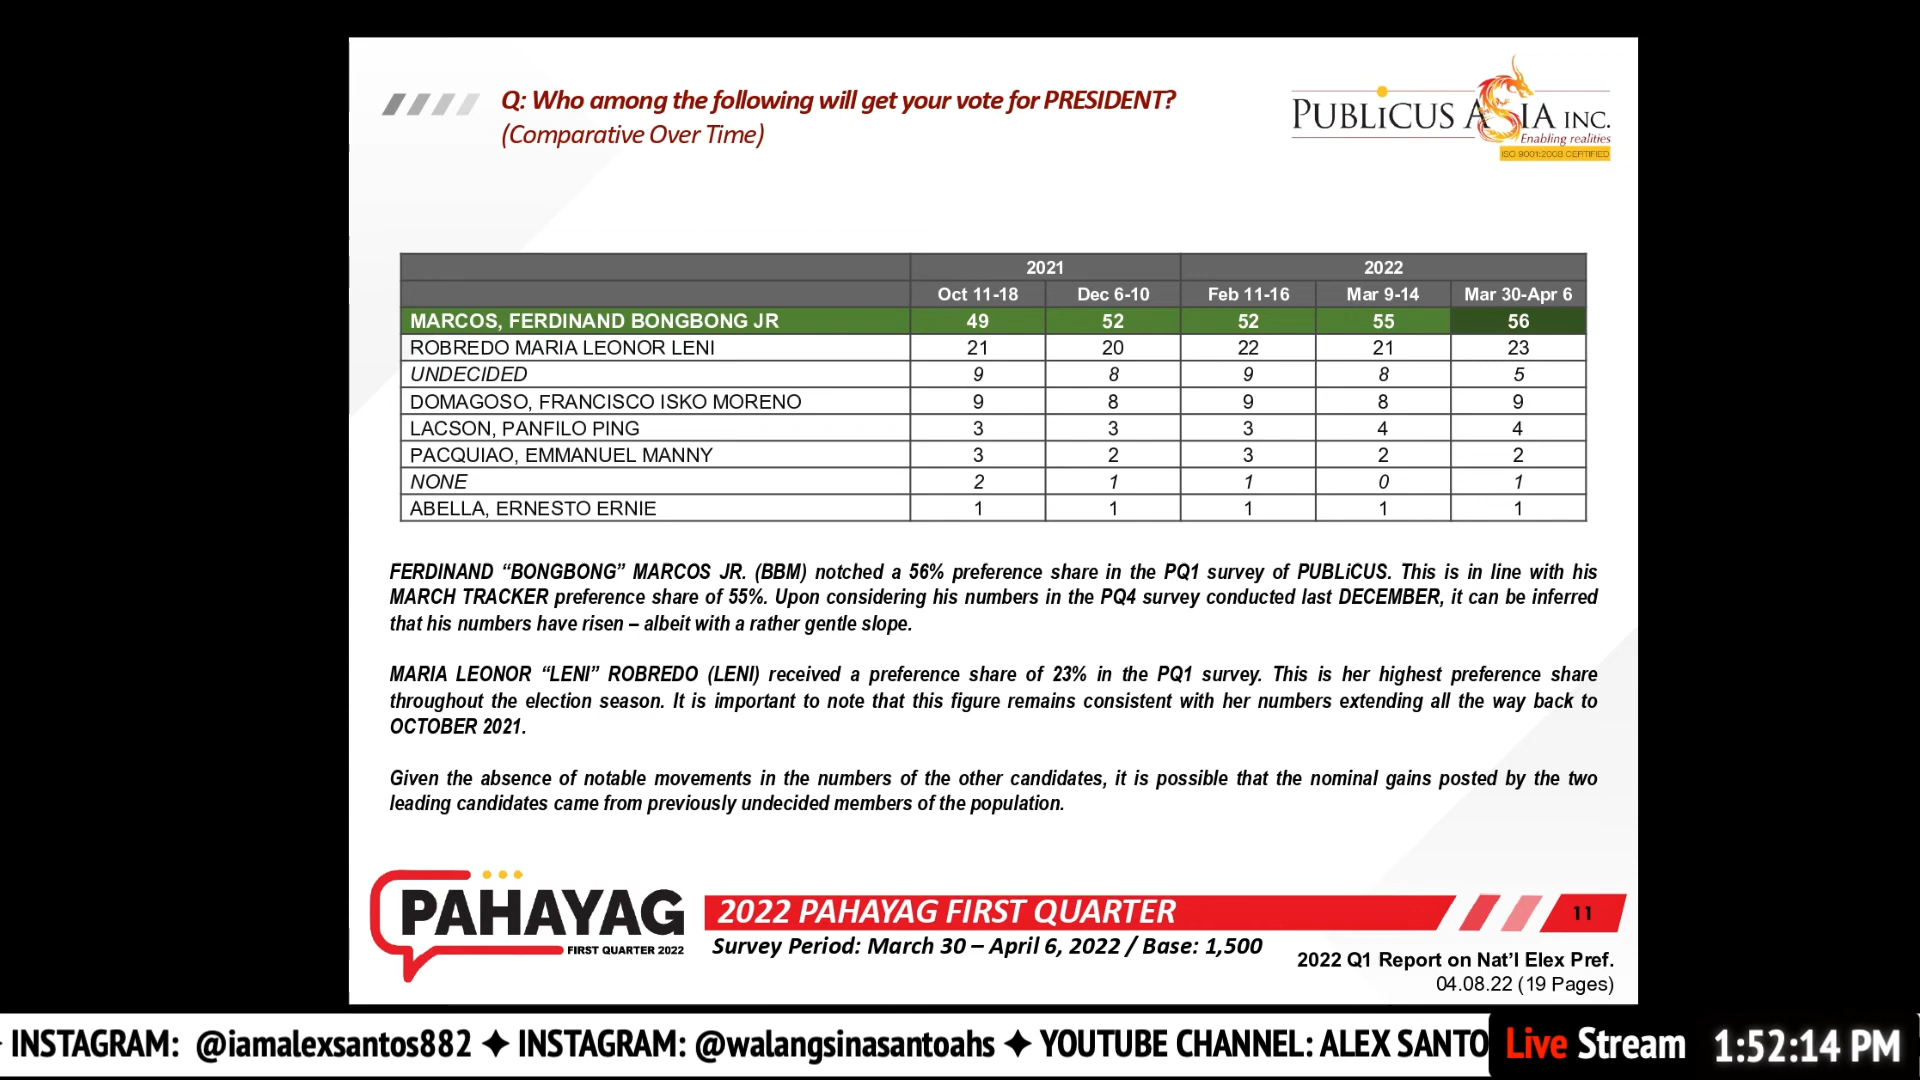 Q: Who among the following will get your vote for PRESIDENT?
(Comparative Over Time)
PUBLiCUS ASIA INC.
Enabling realities
ISO 9001:2008 CERTIFIED
2021 2022
Oct 11-18 Dec 6-10 Feb 11-16 Mar 9-14 Mar 30-Apr 6
MARCOS, FERDINAND BONGBONG JR 49 52 52 55 56
ROBREDO MARIA LEONOR LENI 21 20 22 21 23
UNDECIDED 9 8 9 8 5
DOMAGOSO, FRANCISCO ISKO MORENO 9 8 9 8 9
LACSON, PANFILO PING 3 3 3 4 4
PACQUIAO, EMMANUEL MANNY 3 2 3 2 2
NONE 2 1 1 0 1
ABELLA, ERNESTO ERNIE 1 1 1 1 1
FERDINAND “BONGBONG” MARCOS JR. (BBM) notched a 56% preference share in the PQ1 survey of PUBLiCUS. This is in line with his
MARCH TRACKER preference share of 55%. Upon considering his numbers in the PQ4 survey conducted last DECEMBER, it can be inferred
that his numbers have risen – albeit with a rather gentle slope.
MARIA LEONOR “LENI” ROBREDO (LENI) received a preference share of 23% in the PQ1 survey. This is her highest preference share
throughout the election season. It is important to note that this figure remains consistent with her numbers extending all the way back to
OCTOBER 2021.
Given the absence of notable movements in the numbers of the other candidates, it is possible that the nominal gains posted by the two
leading candidates came from previously undecided members of the population.
PAHAYAG
FIRST QUARTER 2022
2022 PAHAYAG FIRST QUARTER
11
Survey Period: March 30 – April 6, 2022 / Base: 1,500
2022 Q1 Report on Nat’l Elex Pref.
04.08.22 (19 Pages)
INSTAGRAM: @iamalexsantos882 ✦ INSTAGRAM: @walangsinasantoahs ✦ YOUTUBE CHANNEL: ALEX SANTO
Live Stream 1:52:14 PM